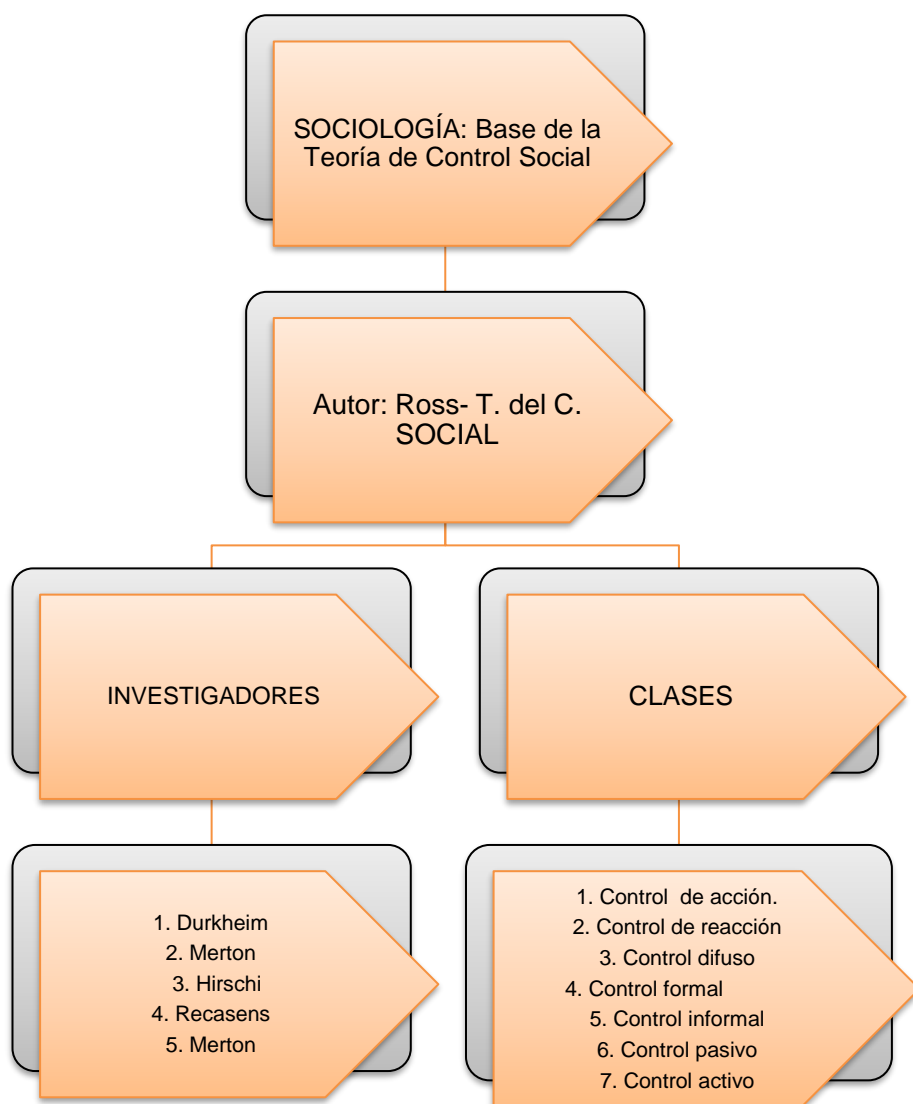 SOCIOLOGÍA: Base de la
Teoría de Control Social
Autor: Ross- T. del C.
SOCIAL
INVESTIGADORES
CLASES
1. Durkheim
2. Merton
3. Hirschi
4. Recasens
5. Merton
1. Control de acción.
2. Control de reacción
3. Control difuso
4. Control formal
5. Control informal
6. Control pasivo
7. Control activo